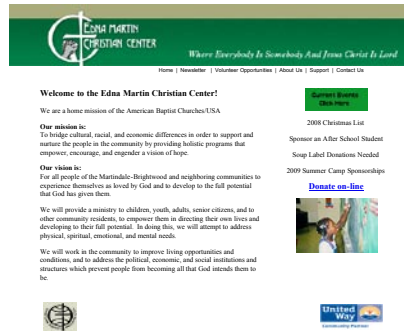 EDNA MARTIN
CHRISTIAN CENTER
Where Everybody Is Somebody And Jesus Christ Is Lord
Home | Newsletter | Volunteer Opportunities | About Us | Support | Contact Us
Welcome to the Edna Martin Christian Center!
We are a home mission of the American Baptist Churches/USA
Our mission is:
To bridge cultural, racial, and economic differences in order to support and
nurture the people in the community by providing holistic programs that
empower, encourage, and engender a vision of hope.
Our vision is:
For all people of the Martindale-Brightwood and neighboring communities to
experience themselves as loved by God and to develop to the full potential
that God has given them.
We will provide a ministry to children, youth, adults, senior citizens, and to
other community residents, to empower them in directing their own lives and
developing to their full potential. In doing this, we will attempt to address
physical, spiritual, emotional, and mental needs.
We will work in the community to improve living opportunities and
conditions, and to address the political, economic, and social institutions and
structures which prevent people from becoming all that God intends them to
be.
Current Events
Click Here
2008 Christmas List
Sponsor an After School Student
Soup Label Donations Needed
2009 Summer Camp Sponsorships
Donate on-line
United
Way
Community Partner